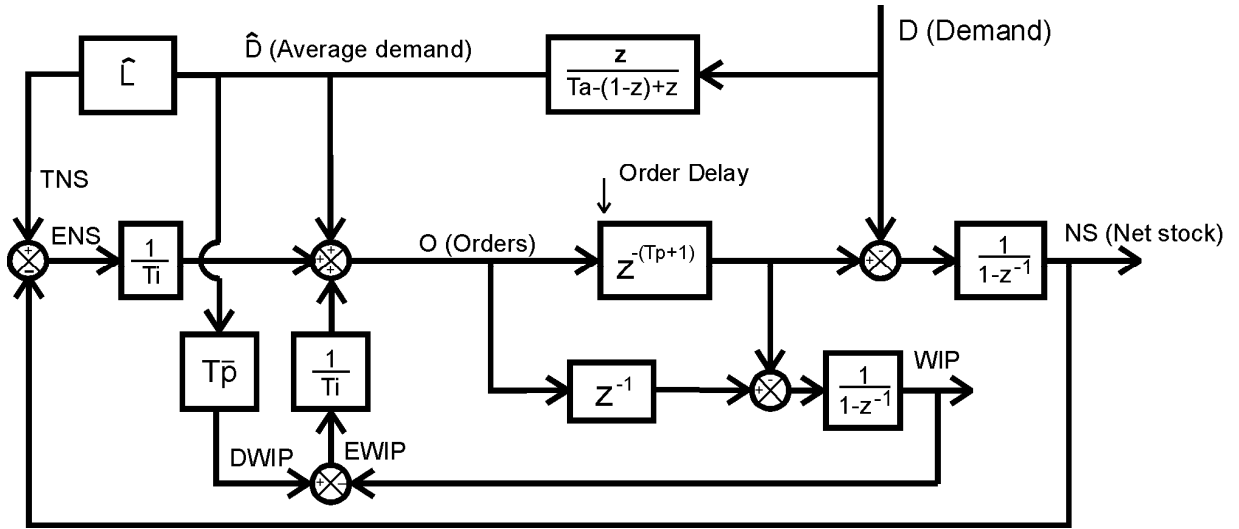 D (Demand)
D̂ (Average demand)
L̂
z
Ta-(1-z)+z
TNS
Order Delay
ENS
1
Ti
O (Orders)
z^-(Tp+1)
1
1-z^-1
NS (Net stock)
Tp̄
1
Ti
z^-1
1
1-z^-1
WIP
DWIP
EWIP